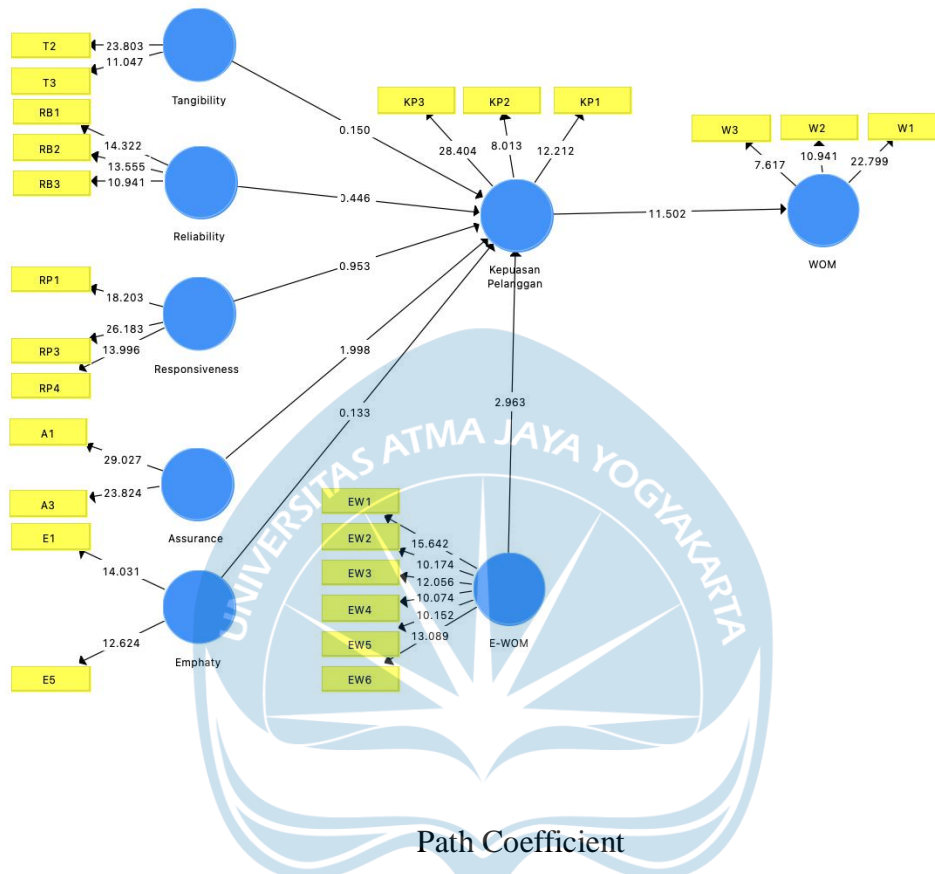 T2
23.803
11.047
T3
Tangibility
RB1
14.322
RB2
13.555
RB3
10.941
Reliability
RP1
18.203
RP3
26.183
13.996
RP4
Responsiveness
A1
29.027
A3
23.824
Assurance
E1
14.031
12.624
E5
Emphaty
0.150
0.446
0.953
1.998
0.133
2.963
KP3
KP2
KP1
28.404
8.013
12.212
Kepuasan
Pelanggan
11.502
W3
W2
W1
7.617
10.941
22.799
WOM
EW1
15.642
EW2
10.174
EW3
12.056
EW4
10.074
10.152
EW5
13.089
EW6
E-WOM
UNIVERSITAS ATMA JAYA YOGYAKARTA
Path Coefficient